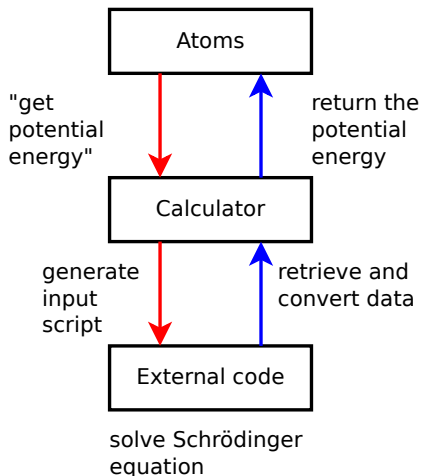 Atoms
"get
potential
energy"
return the
potential
energy
Calculator
generate
input
script
retrieve and
convert data
External code
solve Schrödinger
equation